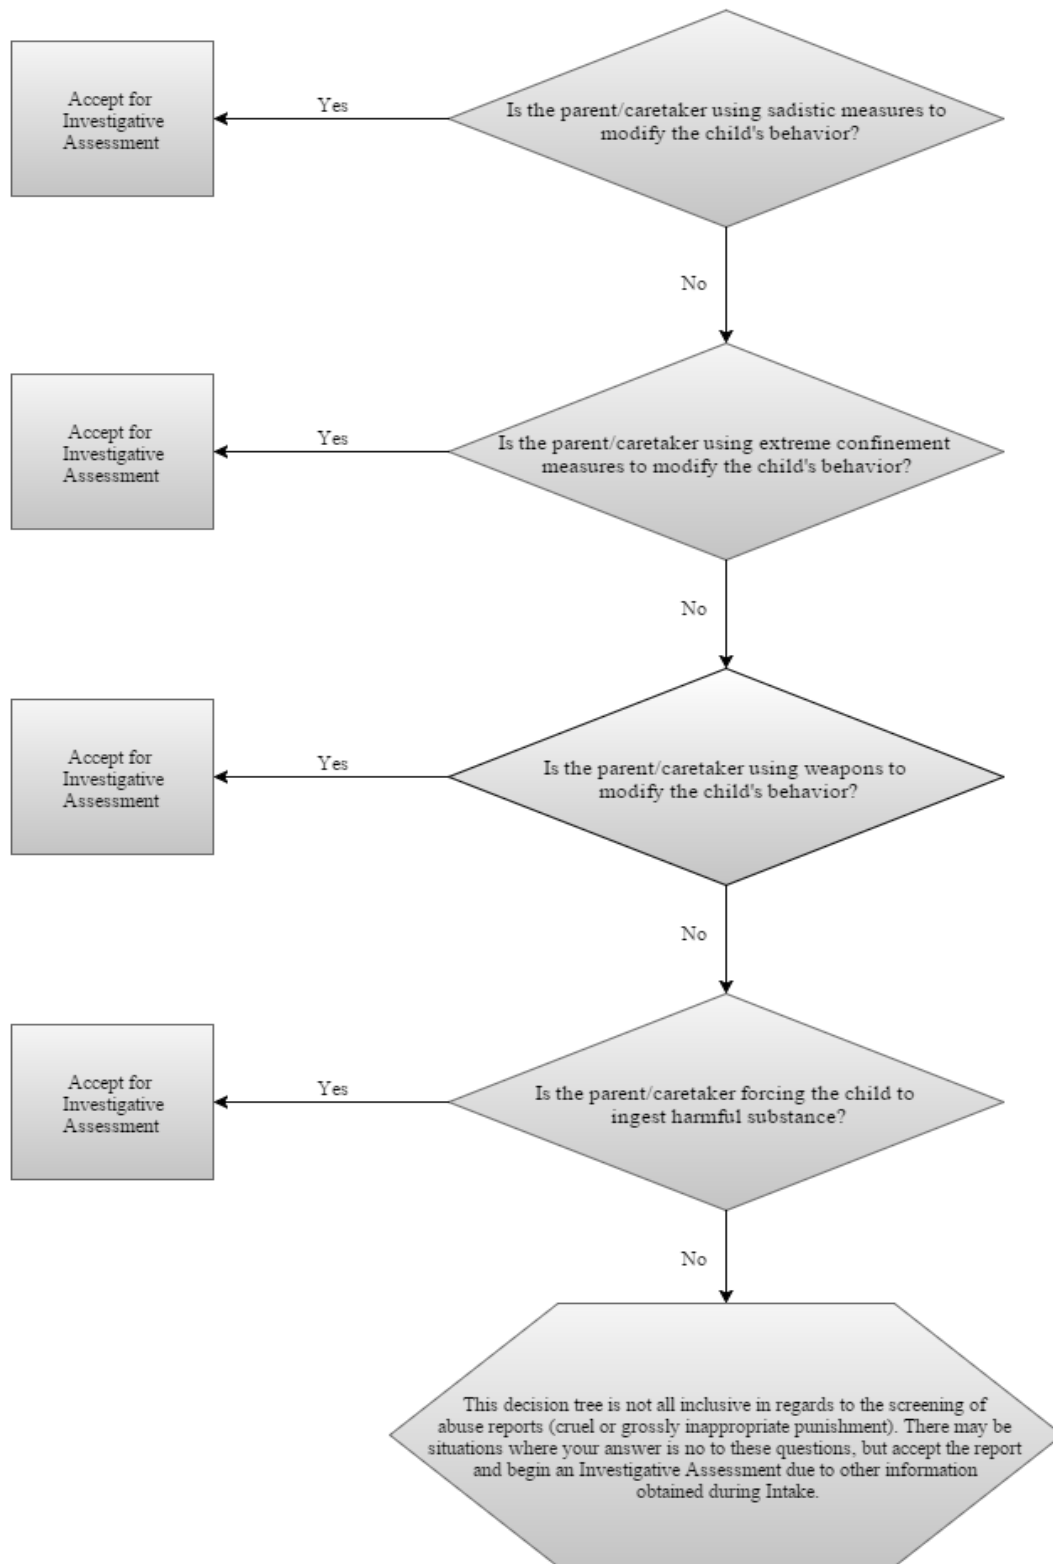 Is the parent/caretaker using sadistic measures to
modify the child's behavior?
Yes
Accept for
Investigative
Assessment
No
Is the parent/caretaker using extreme confinement
measures to modify the child's behavior?
Yes
Accept for
Investigative
Assessment
No
Is the parent/caretaker using weapons to
modify the child's behavior?
Yes
Accept for
Investigative
Assessment
No
Is the parent/caretaker forcing the child to
ingest harmful substance?
Yes
Accept for
Investigative
Assessment
No
This decision tree is not all inclusive in regards to the screening of
abuse reports (cruel or grossly inappropriate punishment). There may be
situations where your answer is no to these questions, but accept the report
and begin an Investigative Assessment due to other information
obtained during Intake.